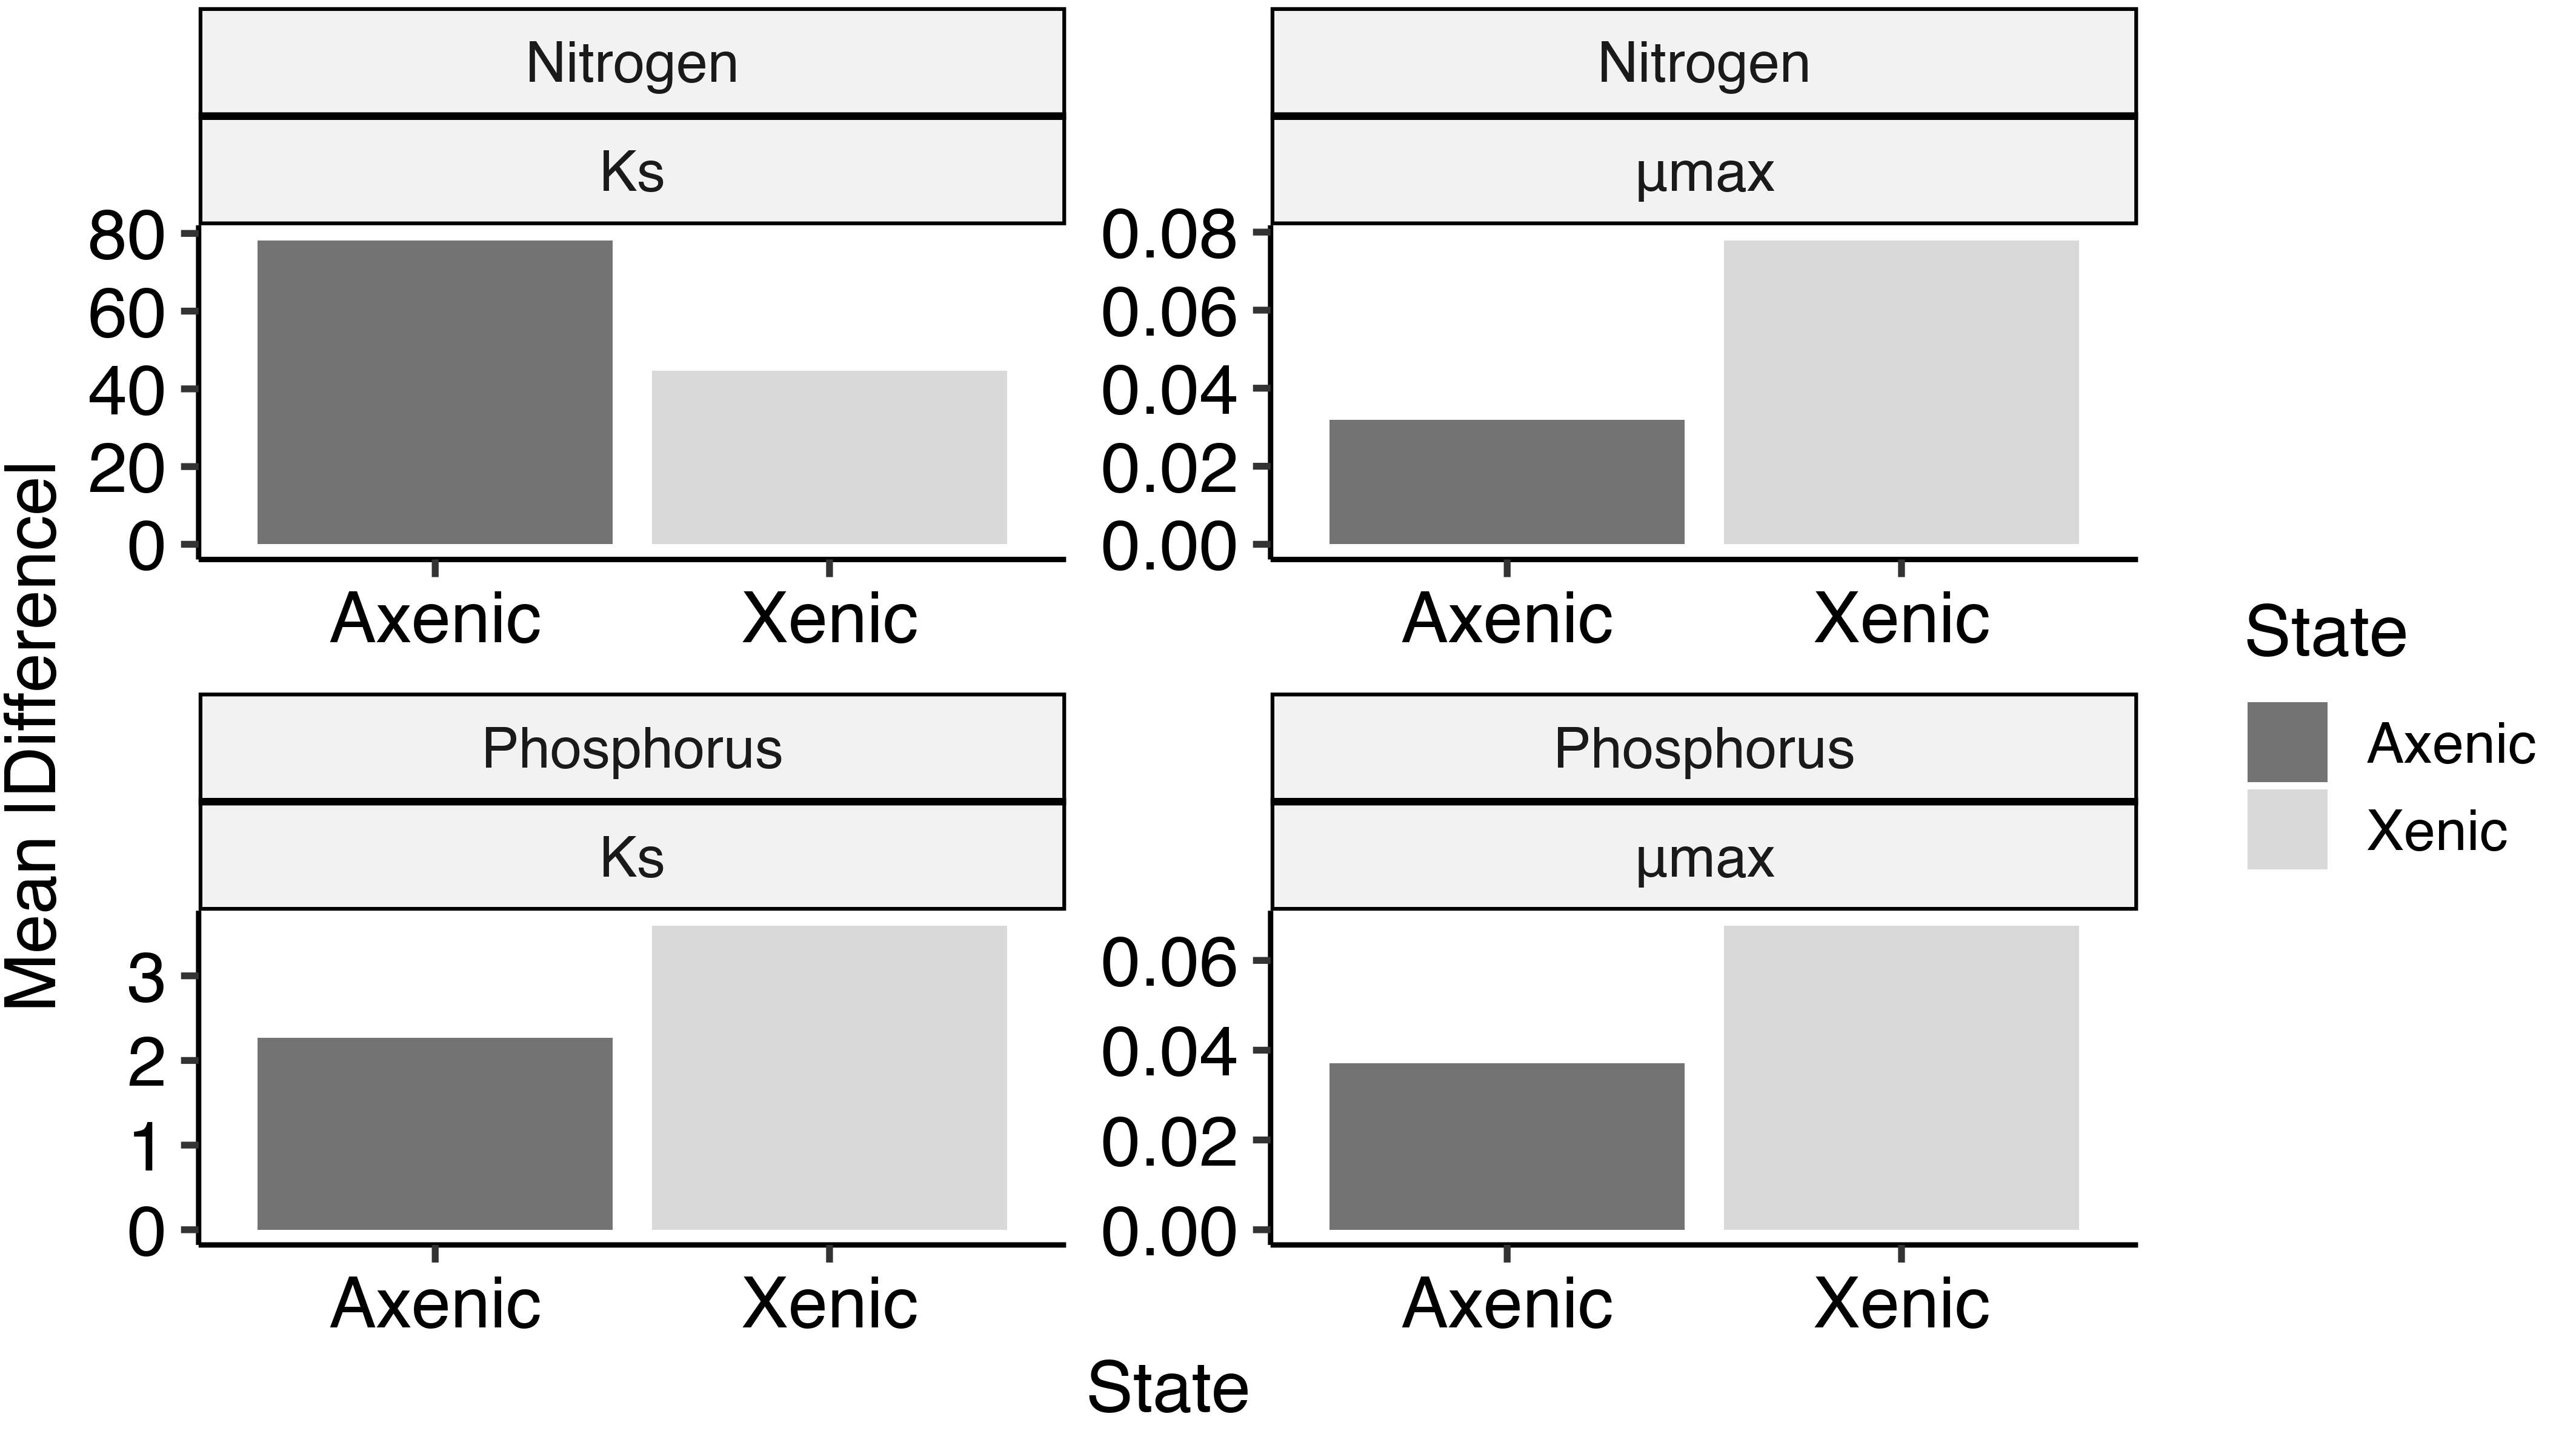 Nitrogen
Ks
80
60
40
20
0
Axenic Xenic
Nitrogen
µmax
0.08
0.06
0.04
0.02
0.00
Axenic Xenic
Phosphorus
Ks
3
2
1
0
Axenic Xenic
Phosphorus
µmax
0.06
0.04
0.02
0.00
Axenic Xenic
Mean |Difference|
State
State
Axenic
Xenic